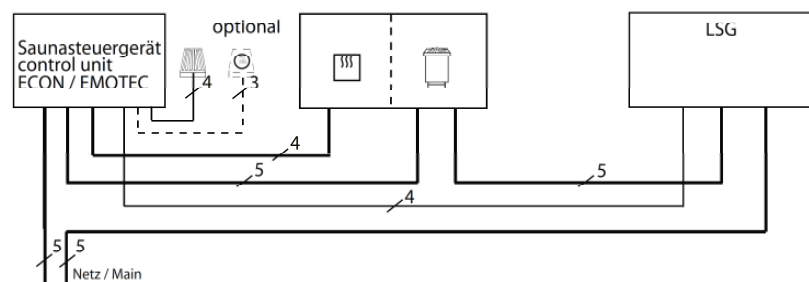 optional
LSG
Saunasteuergerät
control unit
ECON / EMOTEC
4
3
4
5
5
4
5 5
Netz / Main